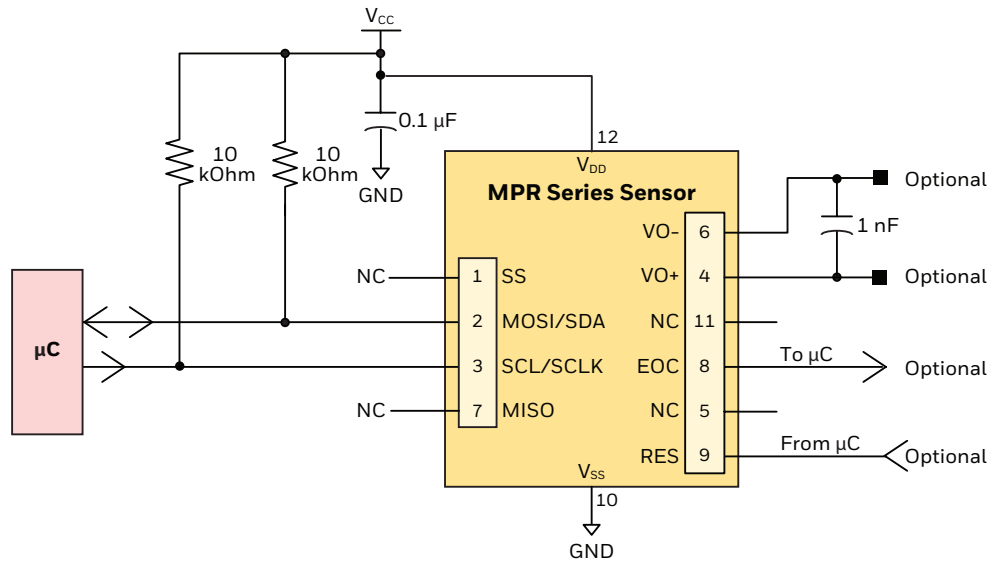 VCC
10
kOhm
10
kOhm
0.1 µF
GND
12
VDD
MPR Series Sensor
VO- 6
Optional
1 nF
NC 1 SS
VO+ 4
Optional
µC
2 MOSI/SDA
NC 11
3 SCL/SCLK
EOC 8
To µC
Optional
NC 7 MISO
NC 5
RES 9
From µC
Optional
VSS
10
GND